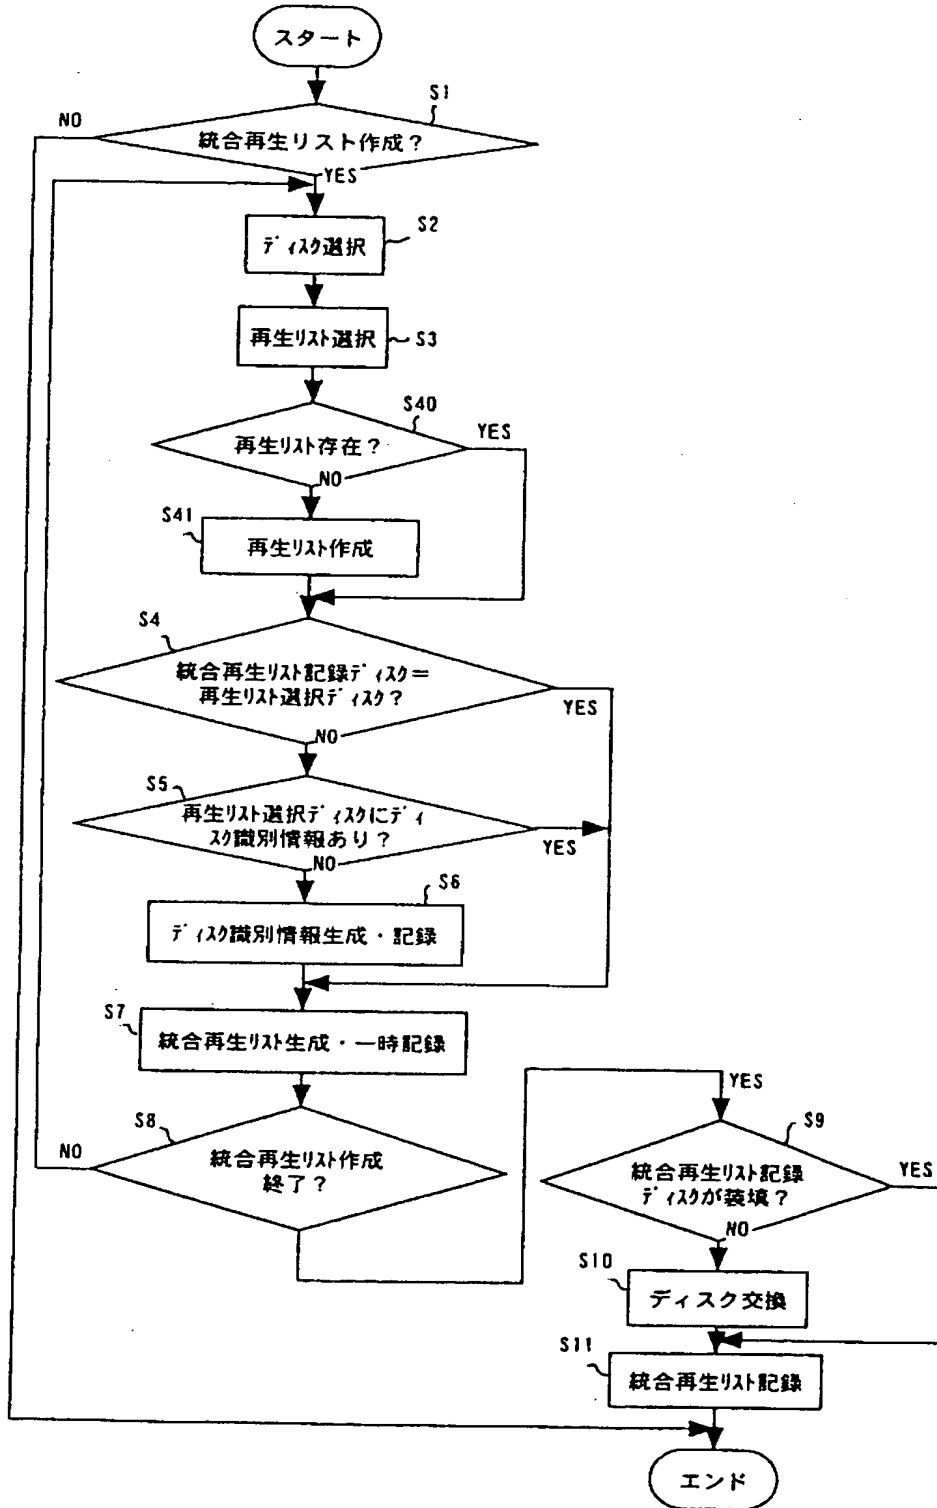 スタート
S1
NO
統合再生リスト作成?
YES
S2
ディスク選択
再生リスト選択
S3
S40
再生リスト存在?
YES
NO
S41
再生リスト作成
S4
統合再生リスト記録ディスク=
再生リスト選択ディスク?
YES
NO
S5
再生リスト選択ディスクにディ
スク識別情報あり?
YES
NO
S6
ディスク識別情報生成・記録
S7
統合再生リスト生成・一時記録
S8
NO
統合再生リスト作成
終了?
YES
S9
統合再生リスト記録
ディスクが装填?
YES
NO
S10
ディスク交換
S11
統合再生リスト記録
エンド